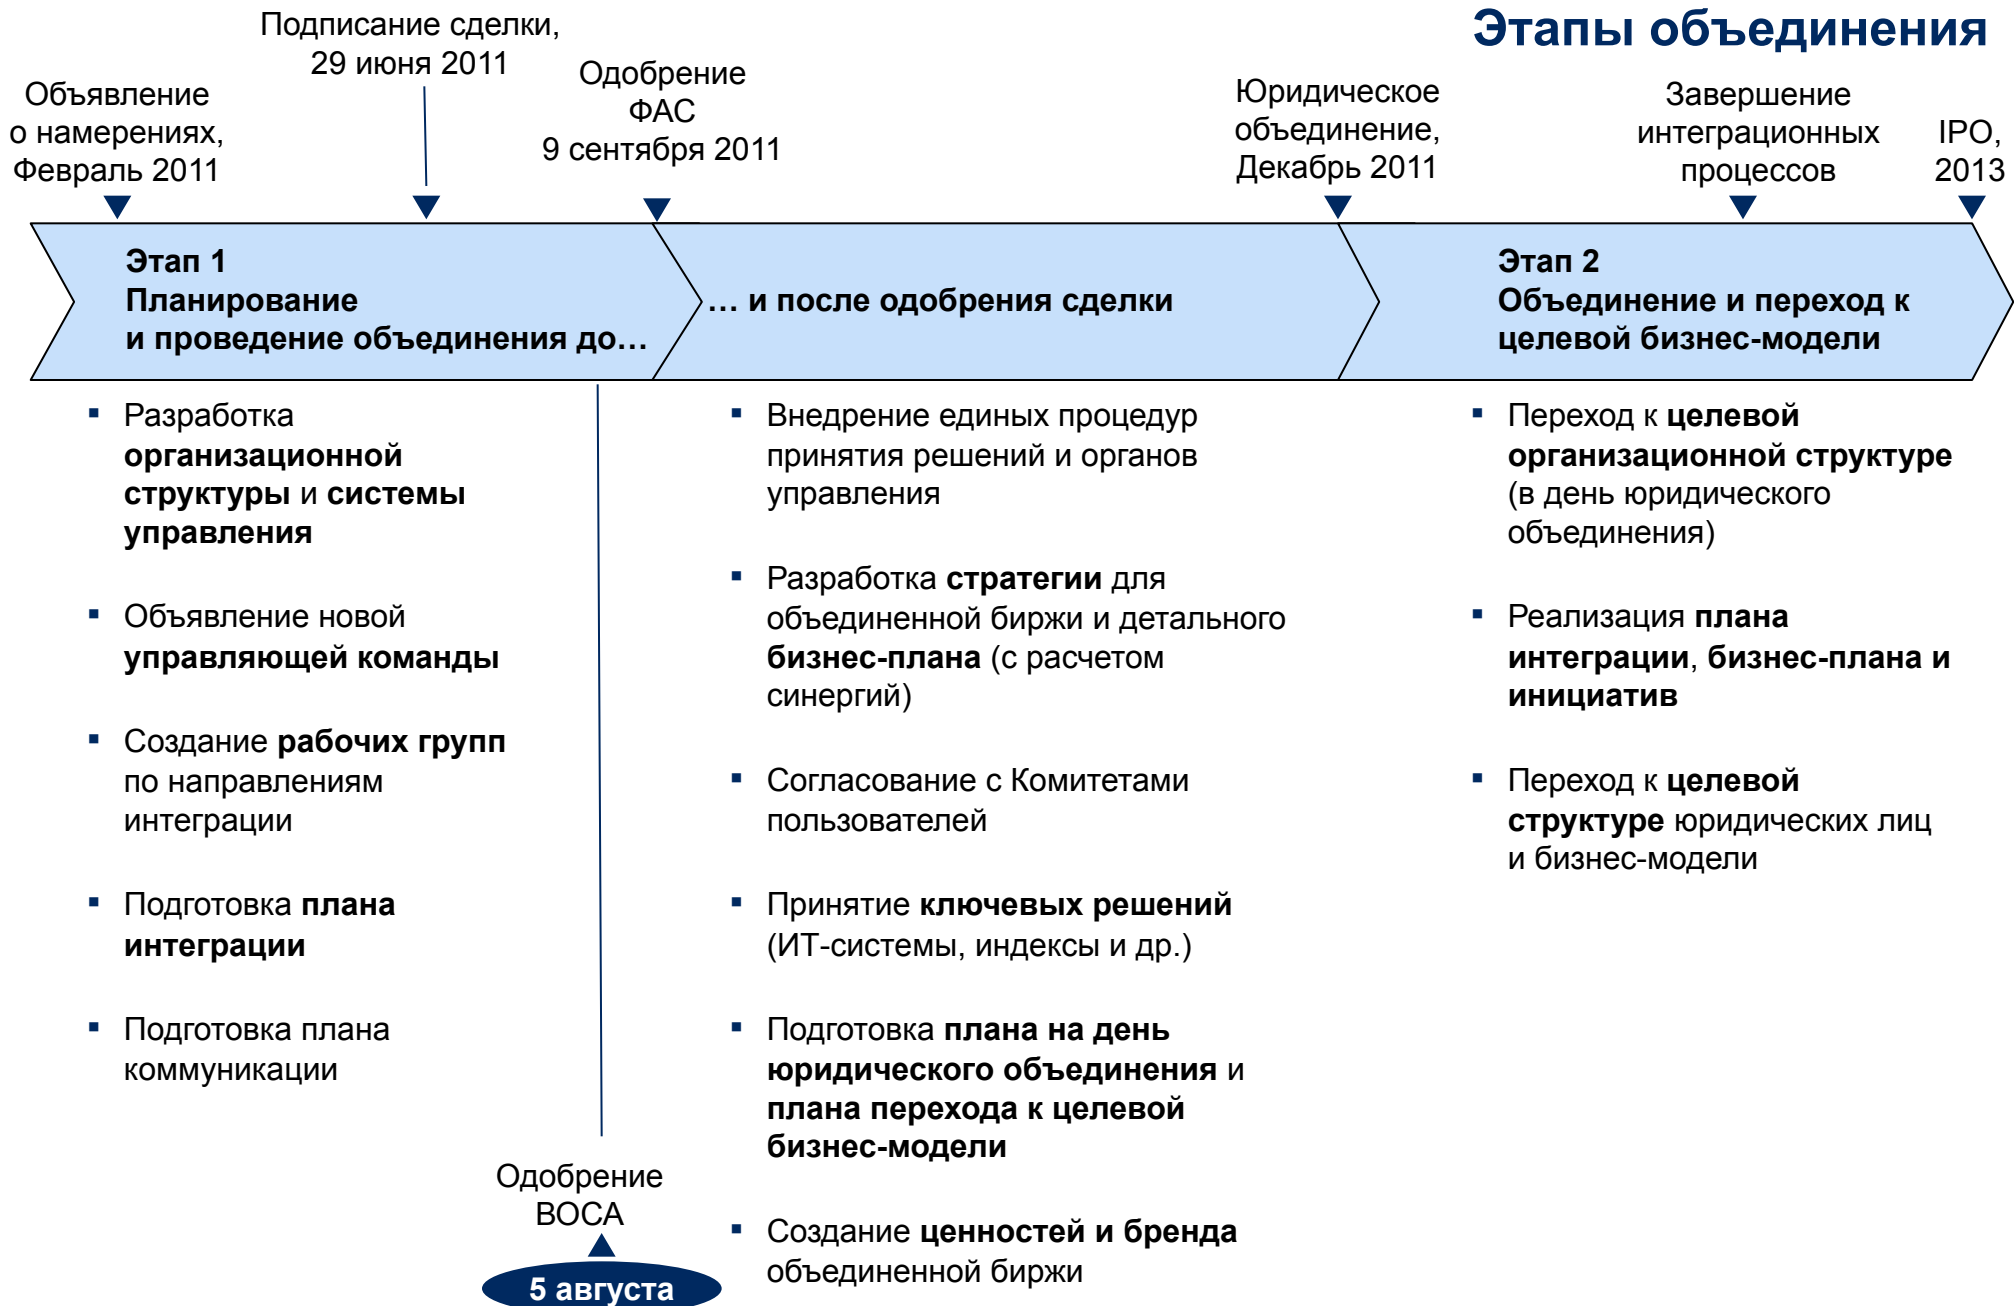 Этапы объединения
Объявление
о намерениях,
Февраль 2011
Подписание сделки,
29 июня 2011
Одобрение
ФАС
9 сентября 2011
Юридическое
объединение,
Декабрь 2011
Завершение
интеграционных
процессов
IPO,
2013
Этап 1
Планирование
и проведение объединения до…
… и после одобрения сделки
Этап 2
Объединение и переход к
целевой бизнес-модели
▪ Разработка
организационной
структуры и системы
управления
▪ Объявление новой
управляющей команды
▪ Создание рабочих групп
по направлениям
интеграции
▪ Подготовка плана
интеграции
▪ Подготовка плана
коммуникации
Одобрение
ВОСА
5 августа
▪ Внедрение единых процедур
принятия решений и органов
управления
▪ Разработка стратегии для
объединенной биржи и детального
бизнес-плана (с расчетом
синергий)
▪ Согласование с Комитетами
пользователей
▪ Принятие ключевых решений
(ИТ-системы, индексы и др.)
▪ Подготовка плана на день
юридического объединения и
плана перехода к целевой
бизнес-модели
▪ Создание ценностей и бренда
объединенной биржи
▪ Переход к целевой
организационной структуре
(в день юридического
объединения)
▪ Реализация плана
интеграции, бизнес-плана и
инициатив
▪ Переход к целевой
структуре юридических лиц
и бизнес-модели